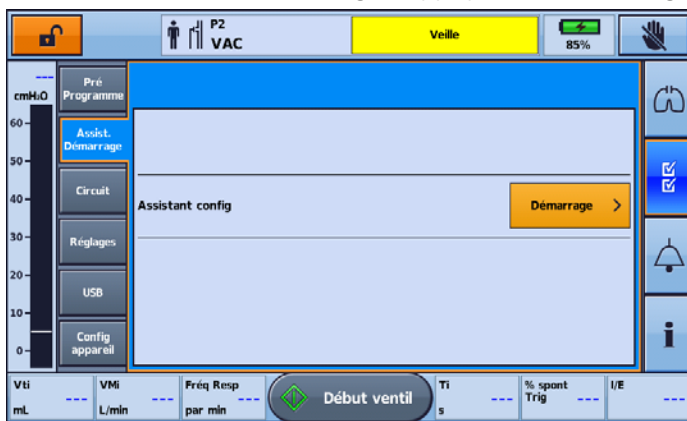 P2
VAC
Veille
85%
---
cmH2O
60
50
40
30
20
10
0
Pré
Programme
Assist.
Démarrage
Circuit
Réglages
USB
Config
appareil
Assistant config
Démarrage >
i
Vti
---
mL
VMi
---
L/min
Fréq Resp
---
par min
Début ventil
Ti
---
s
% spont
Trig ---
I/E
---